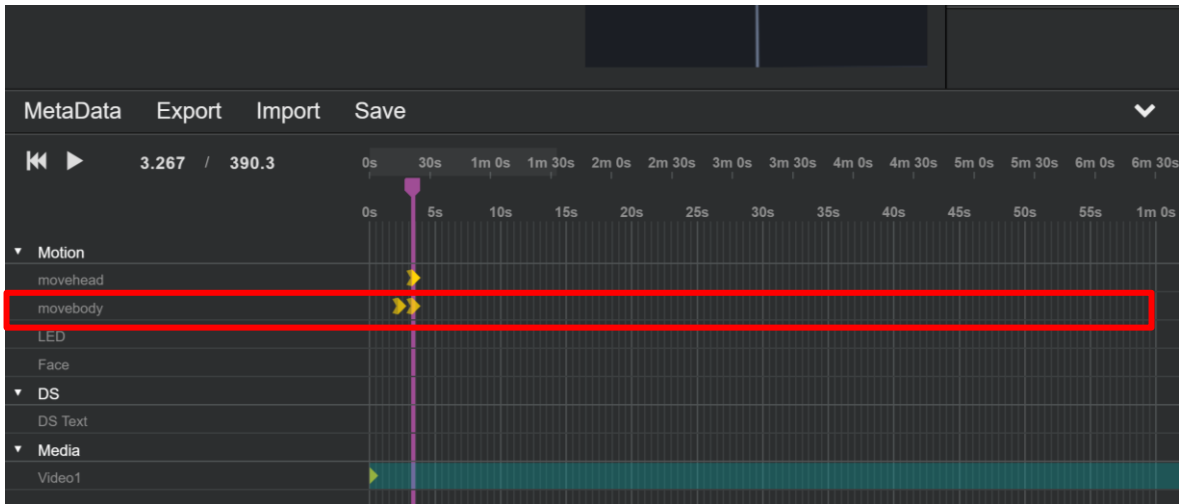 MetaData Export Import Save
3.267 / 390.3 0s 30s 1m 0s 1m 30s 2m 0s 2m 30s 3m 0s 3m 30s 4m 0s 4m 30s 5m 0s 5m 30s 6m 0s 6m 30s
0s 5s 10s 15s 20s 25s 30s 35s 40s 45s 50s 55s 1m 0s
Motion
movehead
movebody
LED
Face
DS
DS Text
Media
Video1